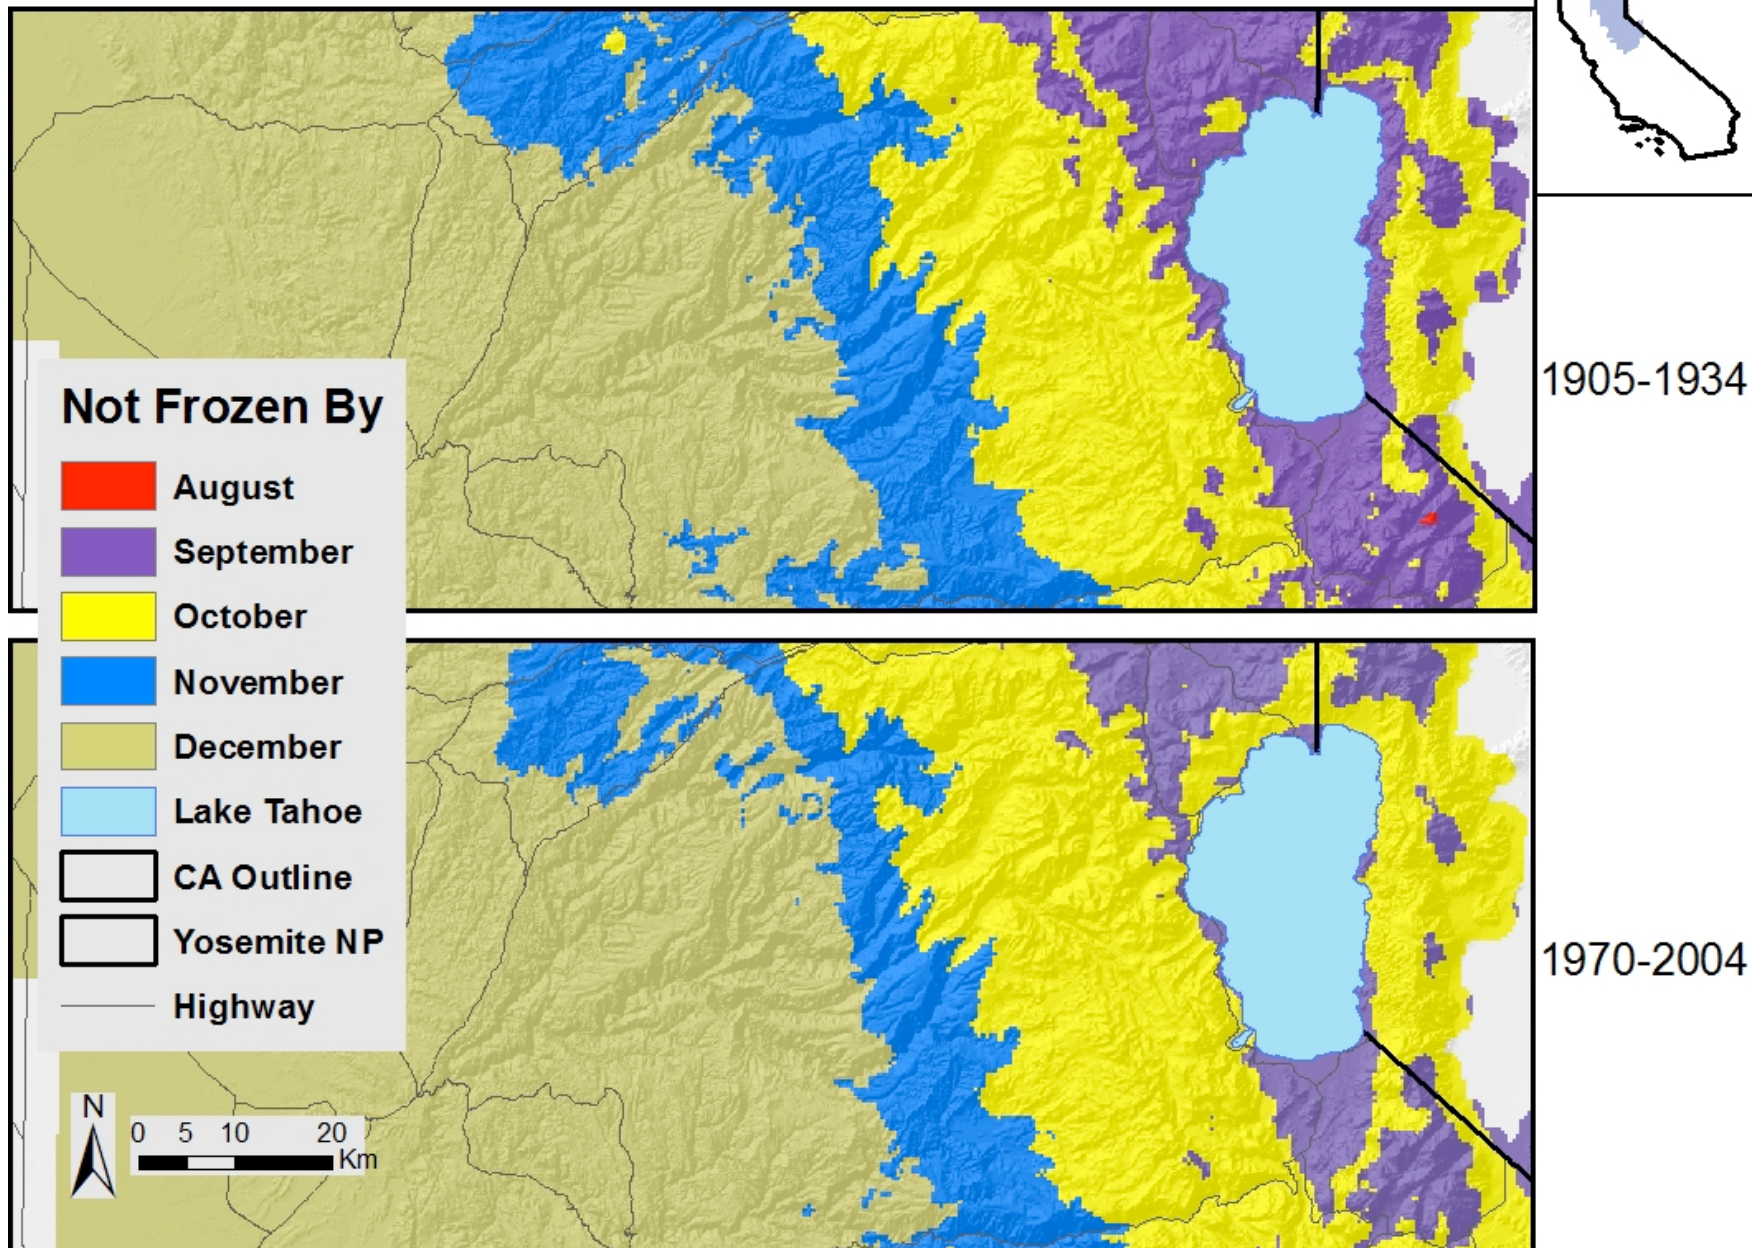 1905-1934
Not Frozen By
August
September
October
November
December
Lake Tahoe
CA Outline
Yosemite NP
Highway
1970-2004
N
0 5 10 20
Km